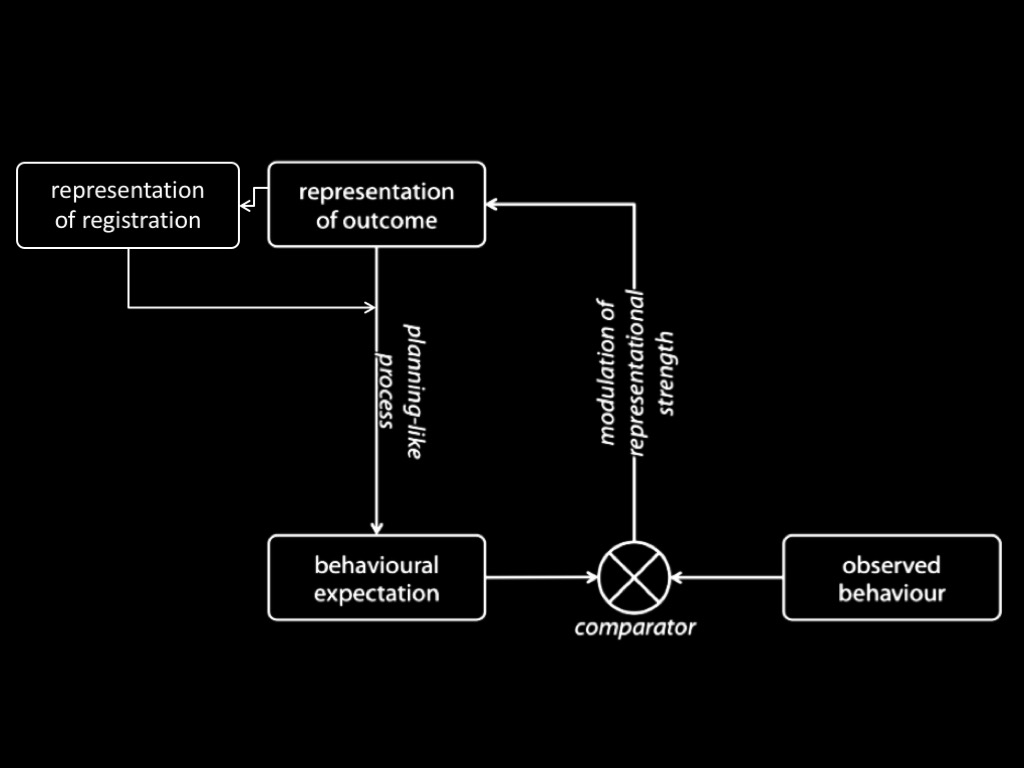 representation
of registration
representation
of outcome
planning-like
process
modulation of
representational
strength
behavioural
expectation
comparator
observed
behaviour